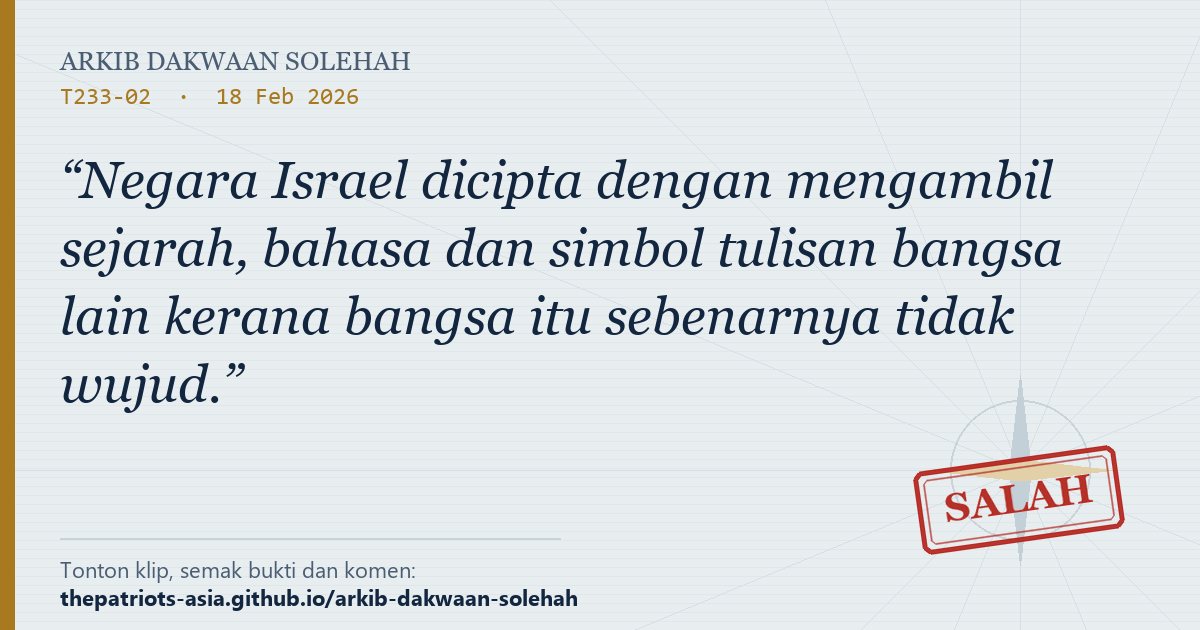 ARKIB DAKWAAN SOLEHAH
T233-02 · 18 Feb 2026
“Negara Israel dicipta dengan mengambil
sejarah, bahasa dan simbol tulisan bangsa
lain kerana bangsa itu sebenarnya tidak
wujud.”
SALAH
Tonton klip, semak bukti dan komen:
thepatriots-asia.github.io/arkib-dakwaan-solehah